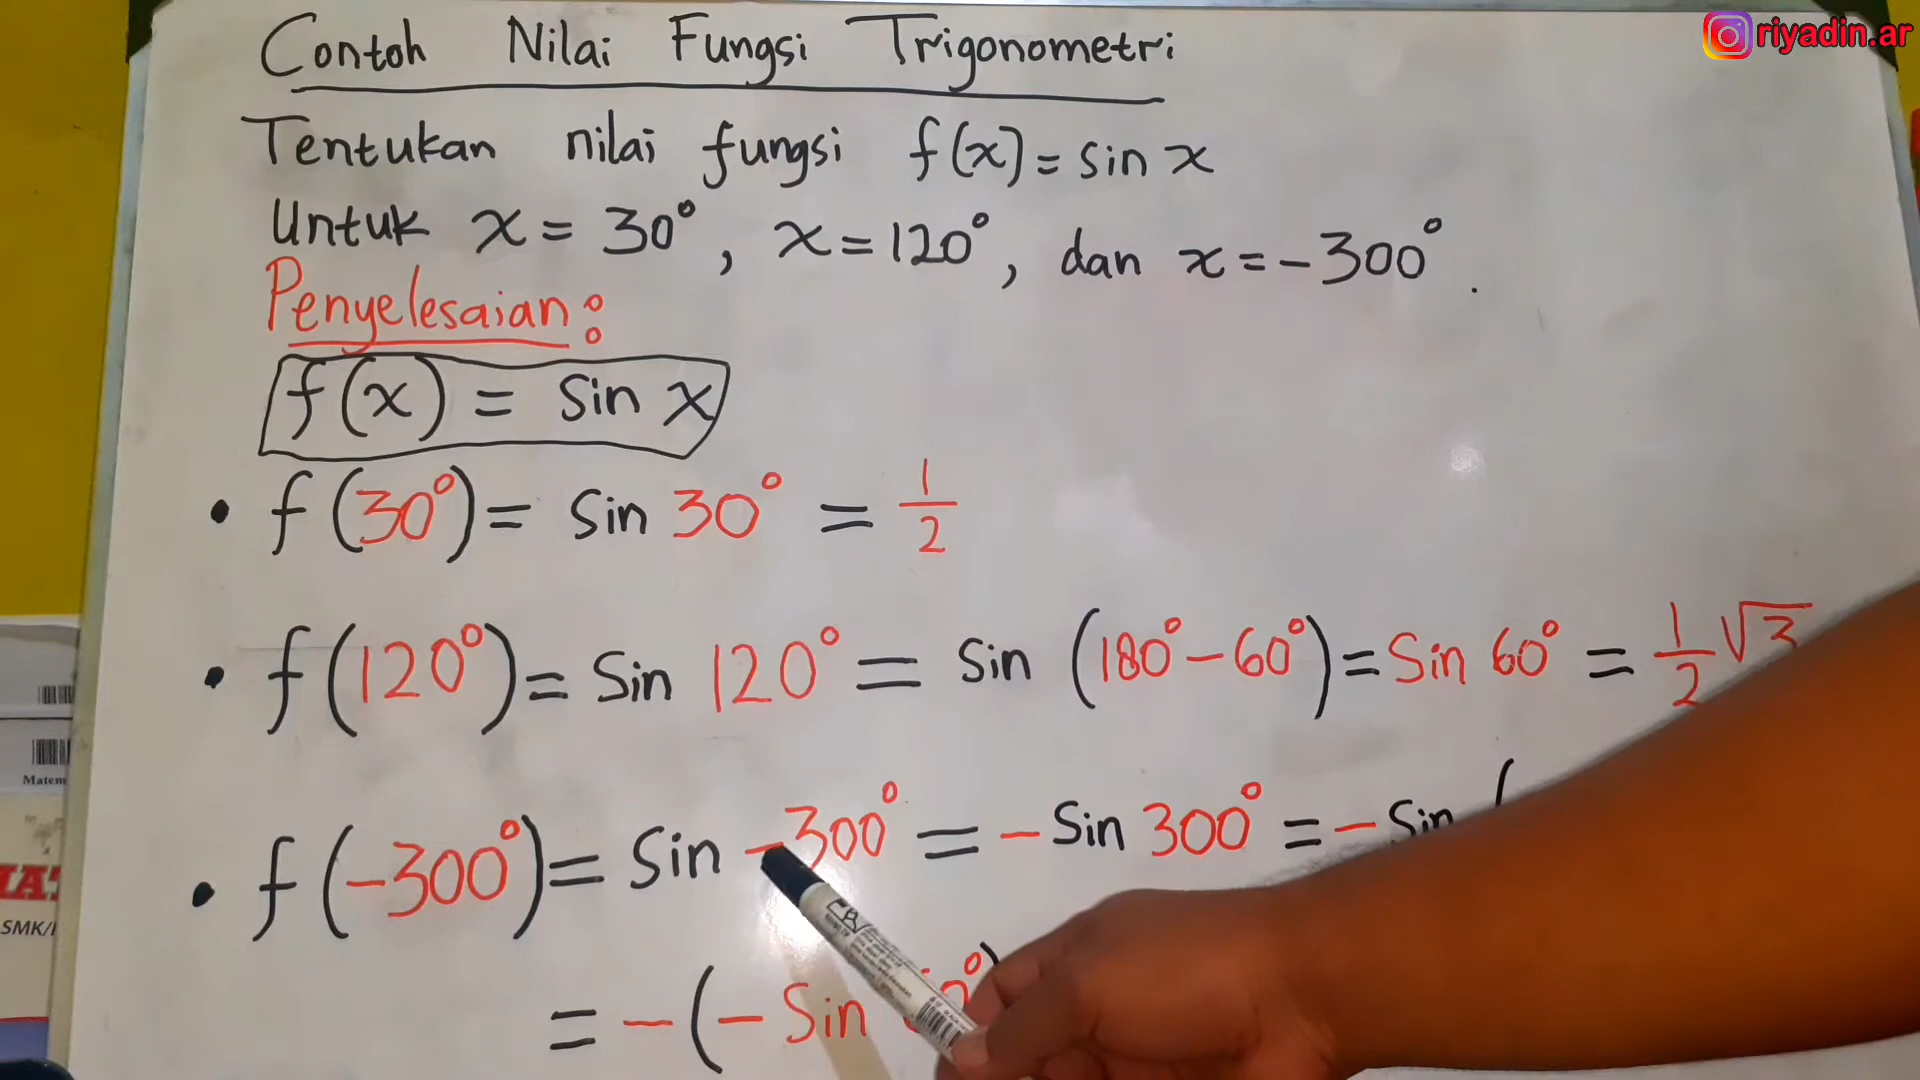 riyadin.ar
Contoh Nilai Fungsi Trigonometri
Tentukan nilai fungsi f(x) = sin x
Untuk x = 30°, x = 120°, dan x = -300°.
Penyelesaian:
f(x) = sin x
• f(30°) = sin 30° = 1/2
• f(120°) = sin 120° = sin (180° - 60°) = sin 60° = 1/2 √3
• f(-300°) = sin -300° = - sin 300° = - sin (
= - (- sin
Matem
SMK/